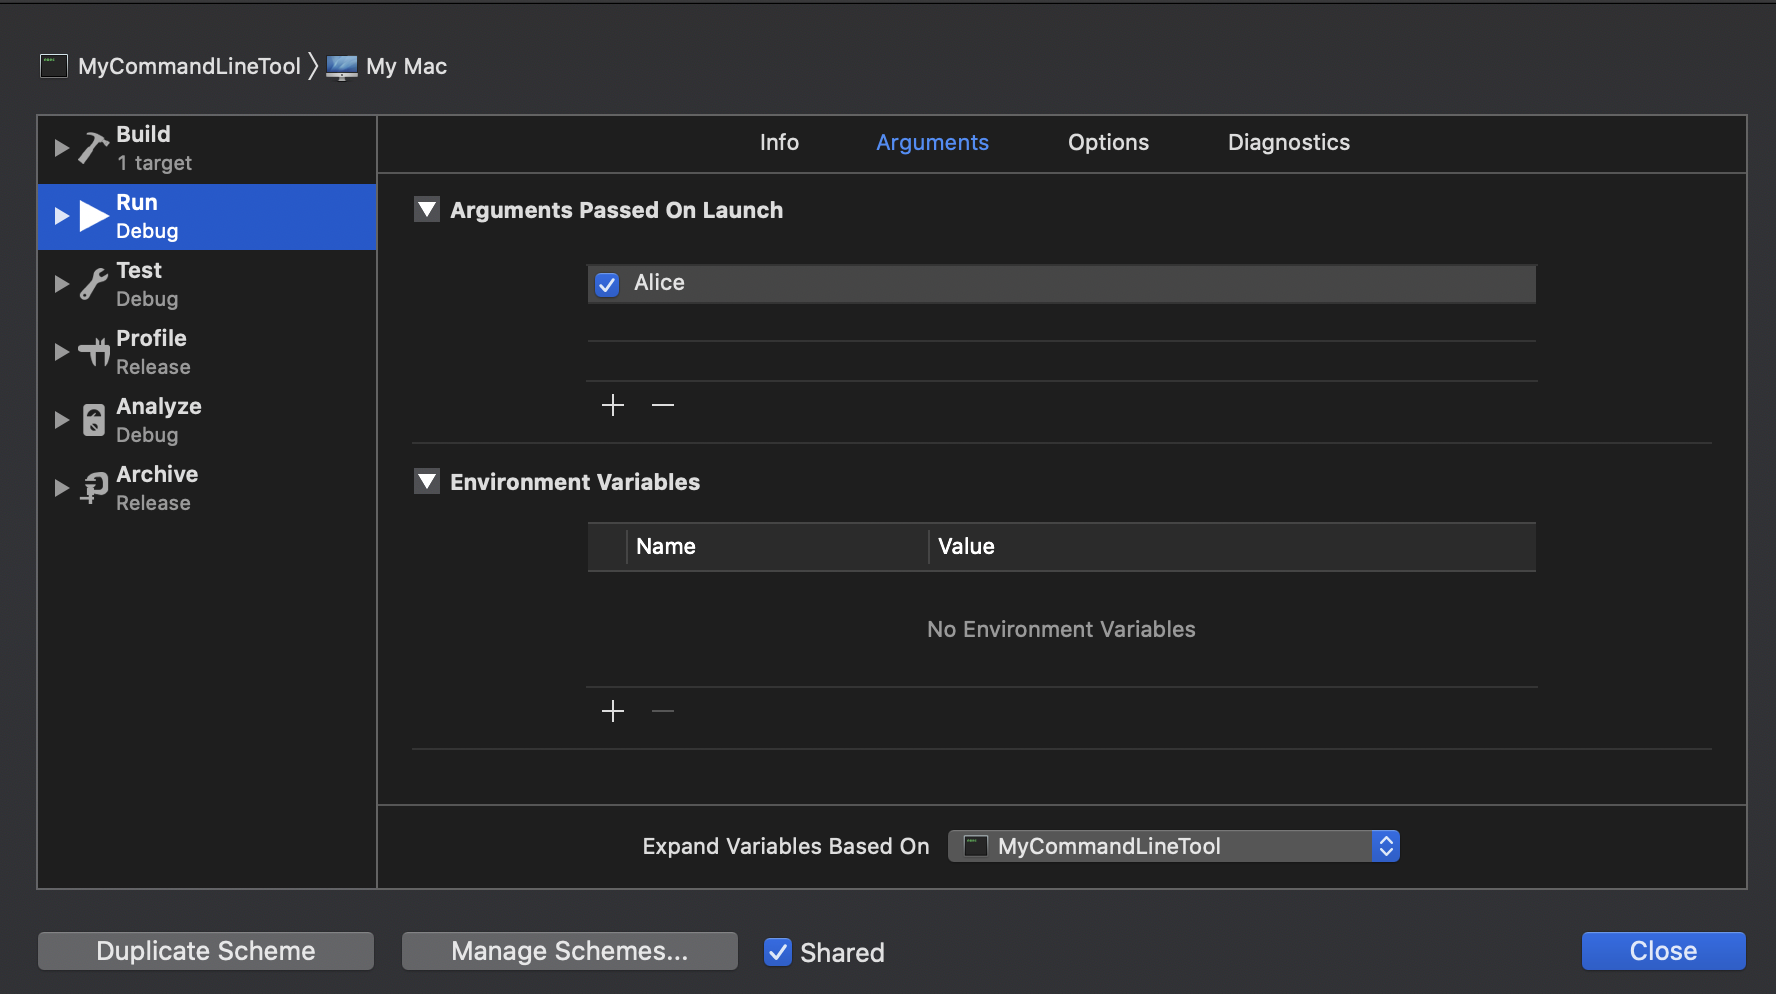 MyCommandLineTool My Mac
Build
1 target
Run
Debug
Test
Debug
Profile
Release
Analyze
Debug
Archive
Release
Info Arguments Options Diagnostics
Arguments Passed On Launch
Alice
Environment Variables
Name Value
No Environment Variables
Expand Variables Based On MyCommandLineTool
Duplicate Scheme Manage Schemes... Shared Close